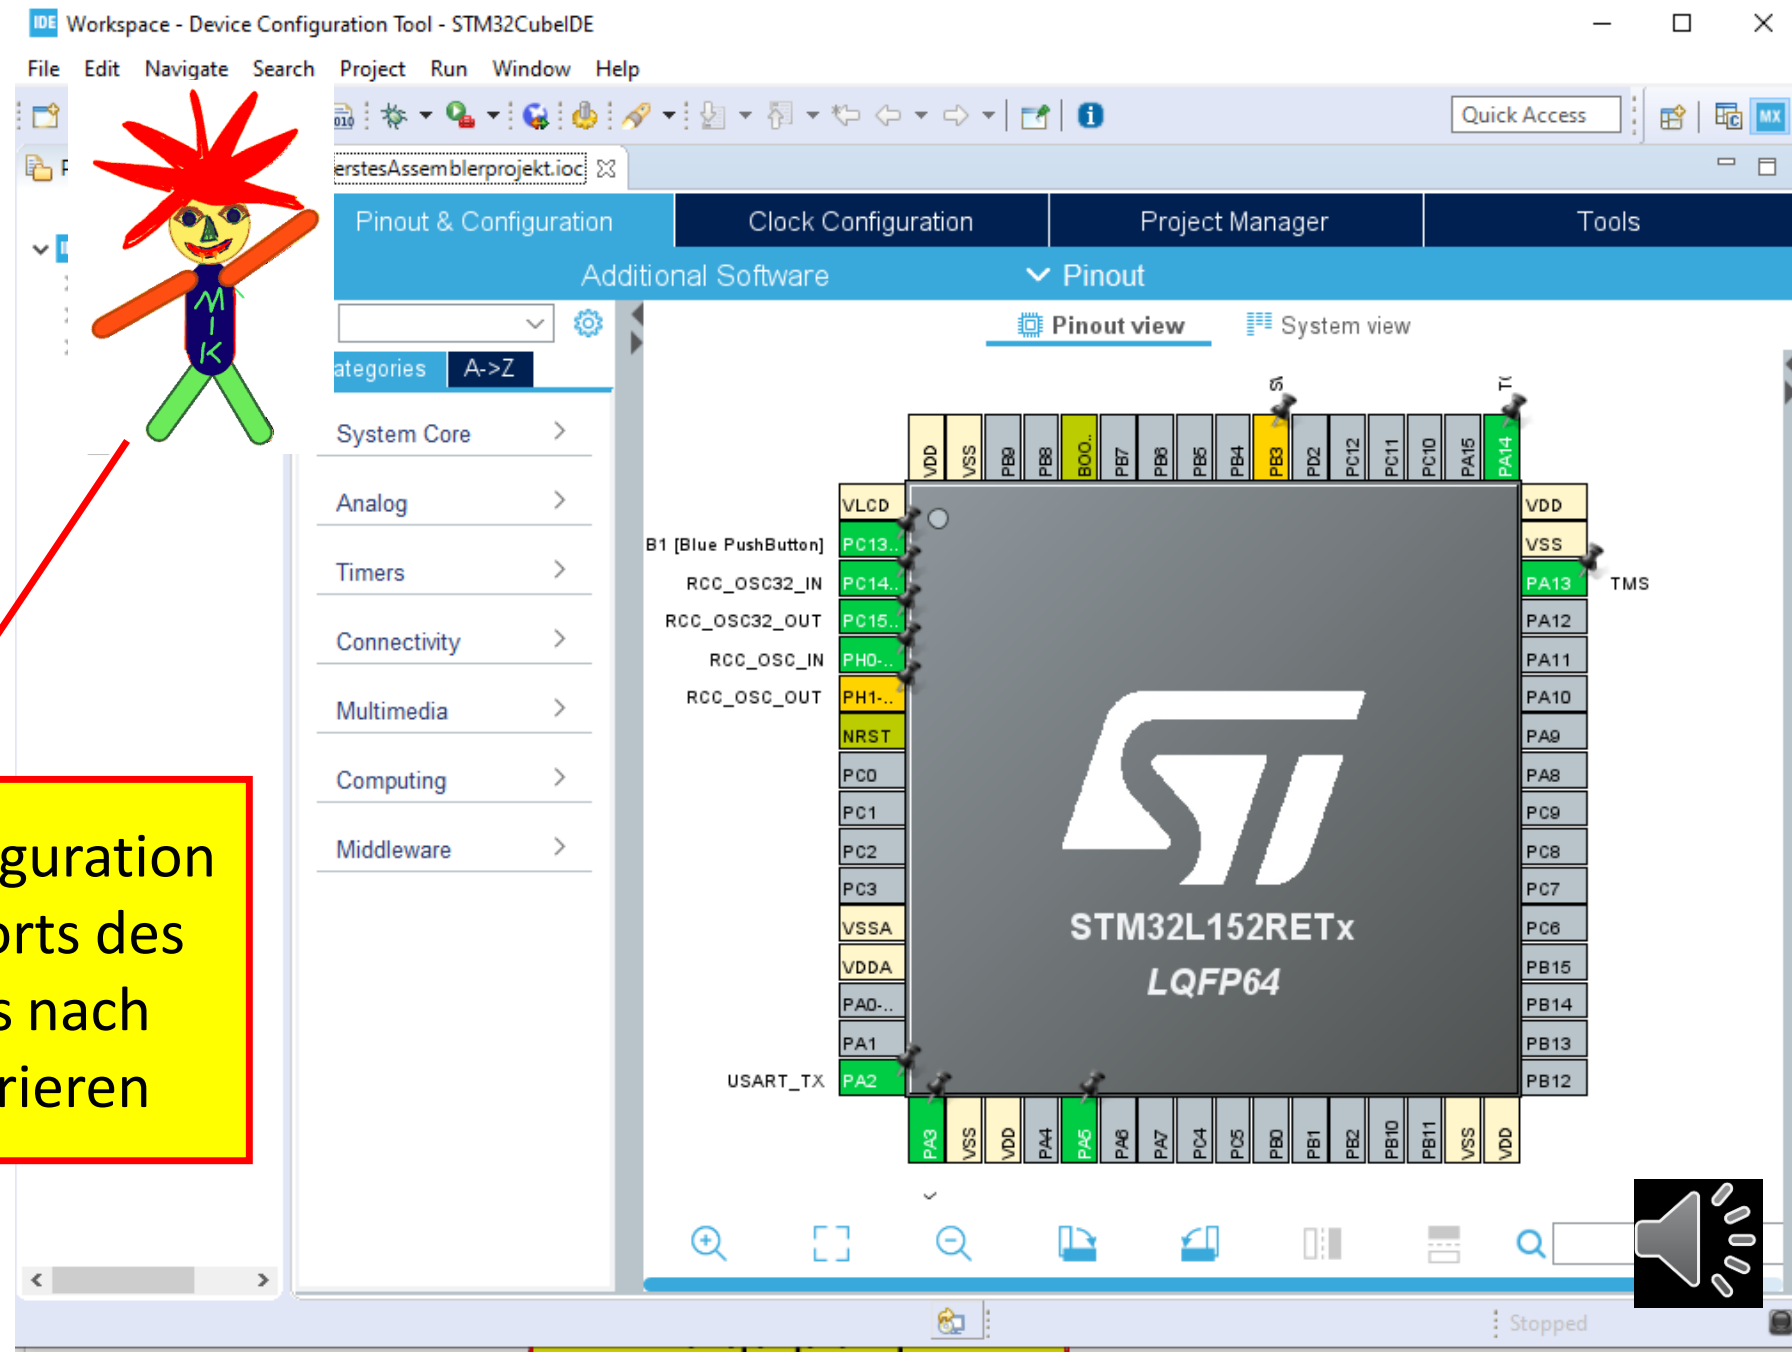 IDE Workspace - Device Configuration Tool - STM32CubeIDE
File Edit Navigate Search Project Run Window Help
Quick Access
MX
erstesAssemblerprojekt.ioc
Pinout & Configuration
Clock Configuration
Project Manager
Tools
Additional Software
Pinout
Pinout view
System view
ategories
A->Z
System Core
Analog
Timers
Connectivity
Multimedia
Computing
Middleware
MIK
guration
orts des
s nach
rieren
VDD
VSS
PB9
PB8
BOO..
PB7
PB6
PB5
PB4
PB3
PD2
PC12
PC11
PC10
PA15
PA14
VLCD
B1 [Blue PushButton] PC13..
RCC_OSC32_IN PC14..
RCC_OSC32_OUT PC15..
RCC_OSC_IN PH0-..
RCC_OSC_OUT PH1-..
NRST
PC0
PC1
PC2
PC3
VSSA
VDDA
PA0-..
PA1
USART_TX PA2
STM32L152RETx
LQFP64
VDD
VSS
PA13 TMS
PA12
PA11
PA10
PA9
PA8
PC9
PC8
PC7
PC6
PB15
PB14
PB13
PB12
PA3
VSS
VDD
PA4
PA5
PA6
PA7
PC4
PC5
PB0
PB1
PB2
PB10
PB11
VSS
VDD
Stopped